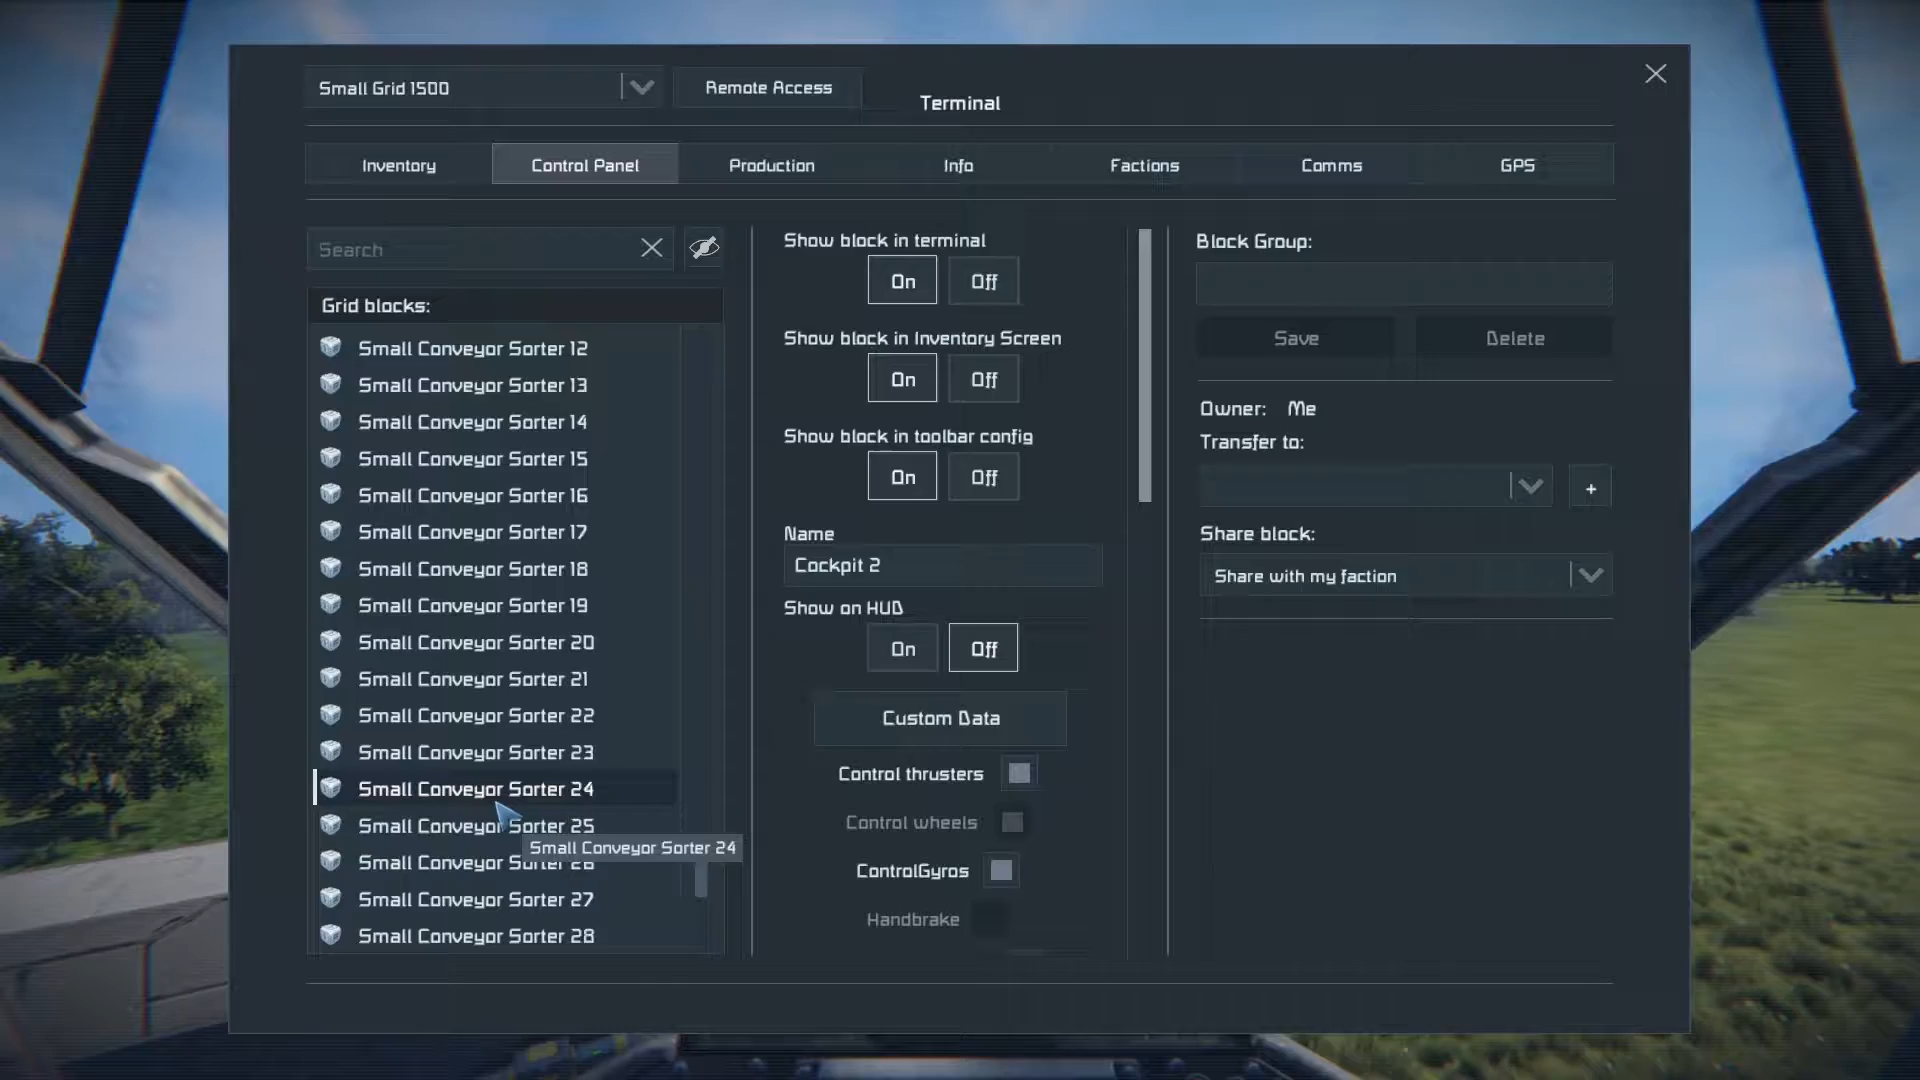 Small Grid 1500
Remote Access
Terminal
Inventory
Control Panel
Production
Info
Factions
Comms
GPS
Search
Grid blocks:
Small Conveyor Sorter 12
Small Conveyor Sorter 13
Small Conveyor Sorter 14
Small Conveyor Sorter 15
Small Conveyor Sorter 16
Small Conveyor Sorter 17
Small Conveyor Sorter 18
Small Conveyor Sorter 19
Small Conveyor Sorter 20
Small Conveyor Sorter 21
Small Conveyor Sorter 22
Small Conveyor Sorter 23
Small Conveyor Sorter 24
Small Conveyor Sorter 25
Small Conveyor Sorter 24
Small Conveyor Sorter 26
Small Conveyor Sorter 27
Small Conveyor Sorter 28
Show block in terminal
On Off
Show block in Inventory Screen
On Off
Show block in toolbar config
On Off
Name
Cockpit 2
Show on HUD
On Off
Custom Data
Control thrusters
Control wheels
ControlGyros
Handbrake
Block Group:
Save Delete
Owner: Me
Transfer to:
+
Share block:
Share with my faction